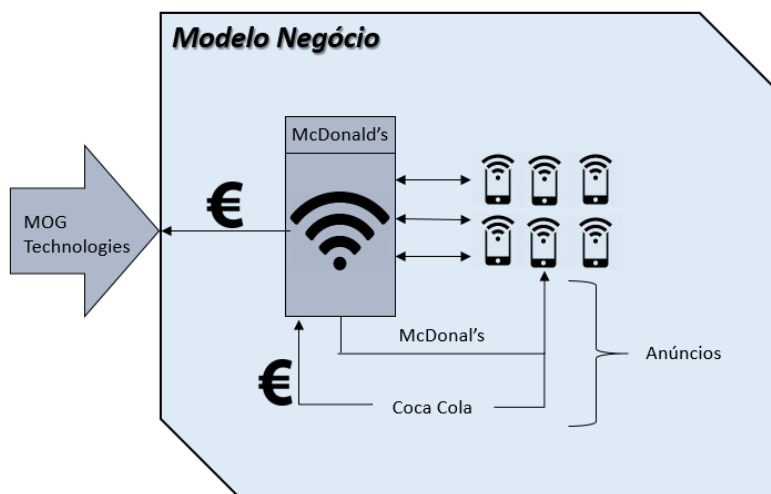 Modelo Negócio
McDonald's
€
MOG
Technologies
McDonal's
Anúncios
€
Coca Cola